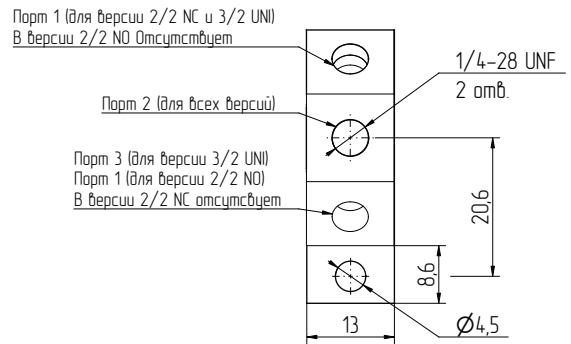 Порт 1 (для версии 2/2 NC и 3/2 UNI)
В версии 2/2 NO Отсутствует
1/4-28 UNF
2 отв.
Порт 2 (для всех версий)
Порт 3 (для версии 3/2 UNI)
Порт 1 (для версии 2/2 NO)
В версии 2/2 NC отсутсвует
20,6
8,6
13
Ø4,5